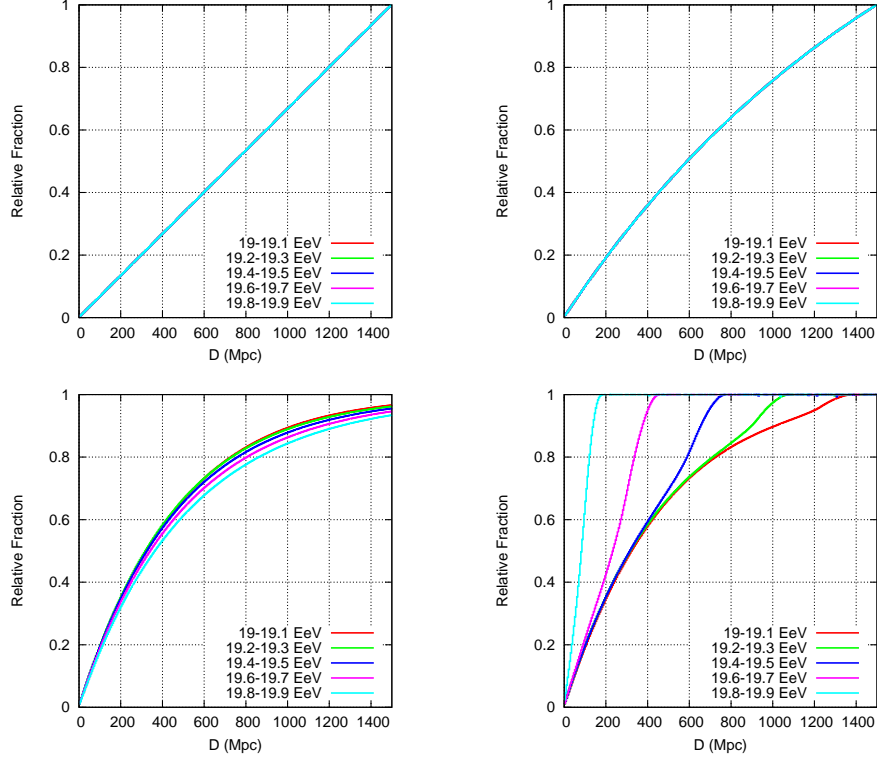 1
0.8
0.6
0.4
0.2
0
Relative Fraction
0 200 400 600 800 1000 1200 1400
D (Mpc)
19-19.1 EeV
19.2-19.3 EeV
19.4-19.5 EeV
19.6-19.7 EeV
19.8-19.9 EeV
1
0.8
0.6
0.4
0.2
0
Relative Fraction
0 200 400 600 800 1000 1200 1400
D (Mpc)
19-19.1 EeV
19.2-19.3 EeV
19.4-19.5 EeV
19.6-19.7 EeV
19.8-19.9 EeV
1
0.8
0.6
0.4
0.2
0
Relative Fraction
0 200 400 600 800 1000 1200 1400
D (Mpc)
19-19.1 EeV
19.2-19.3 EeV
19.4-19.5 EeV
19.6-19.7 EeV
19.8-19.9 EeV
1
0.8
0.6
0.4
0.2
0
Relative Fraction
0 200 400 600 800 1000 1200 1400
D (Mpc)
19-19.1 EeV
19.2-19.3 EeV
19.4-19.5 EeV
19.6-19.7 EeV
19.8-19.9 EeV